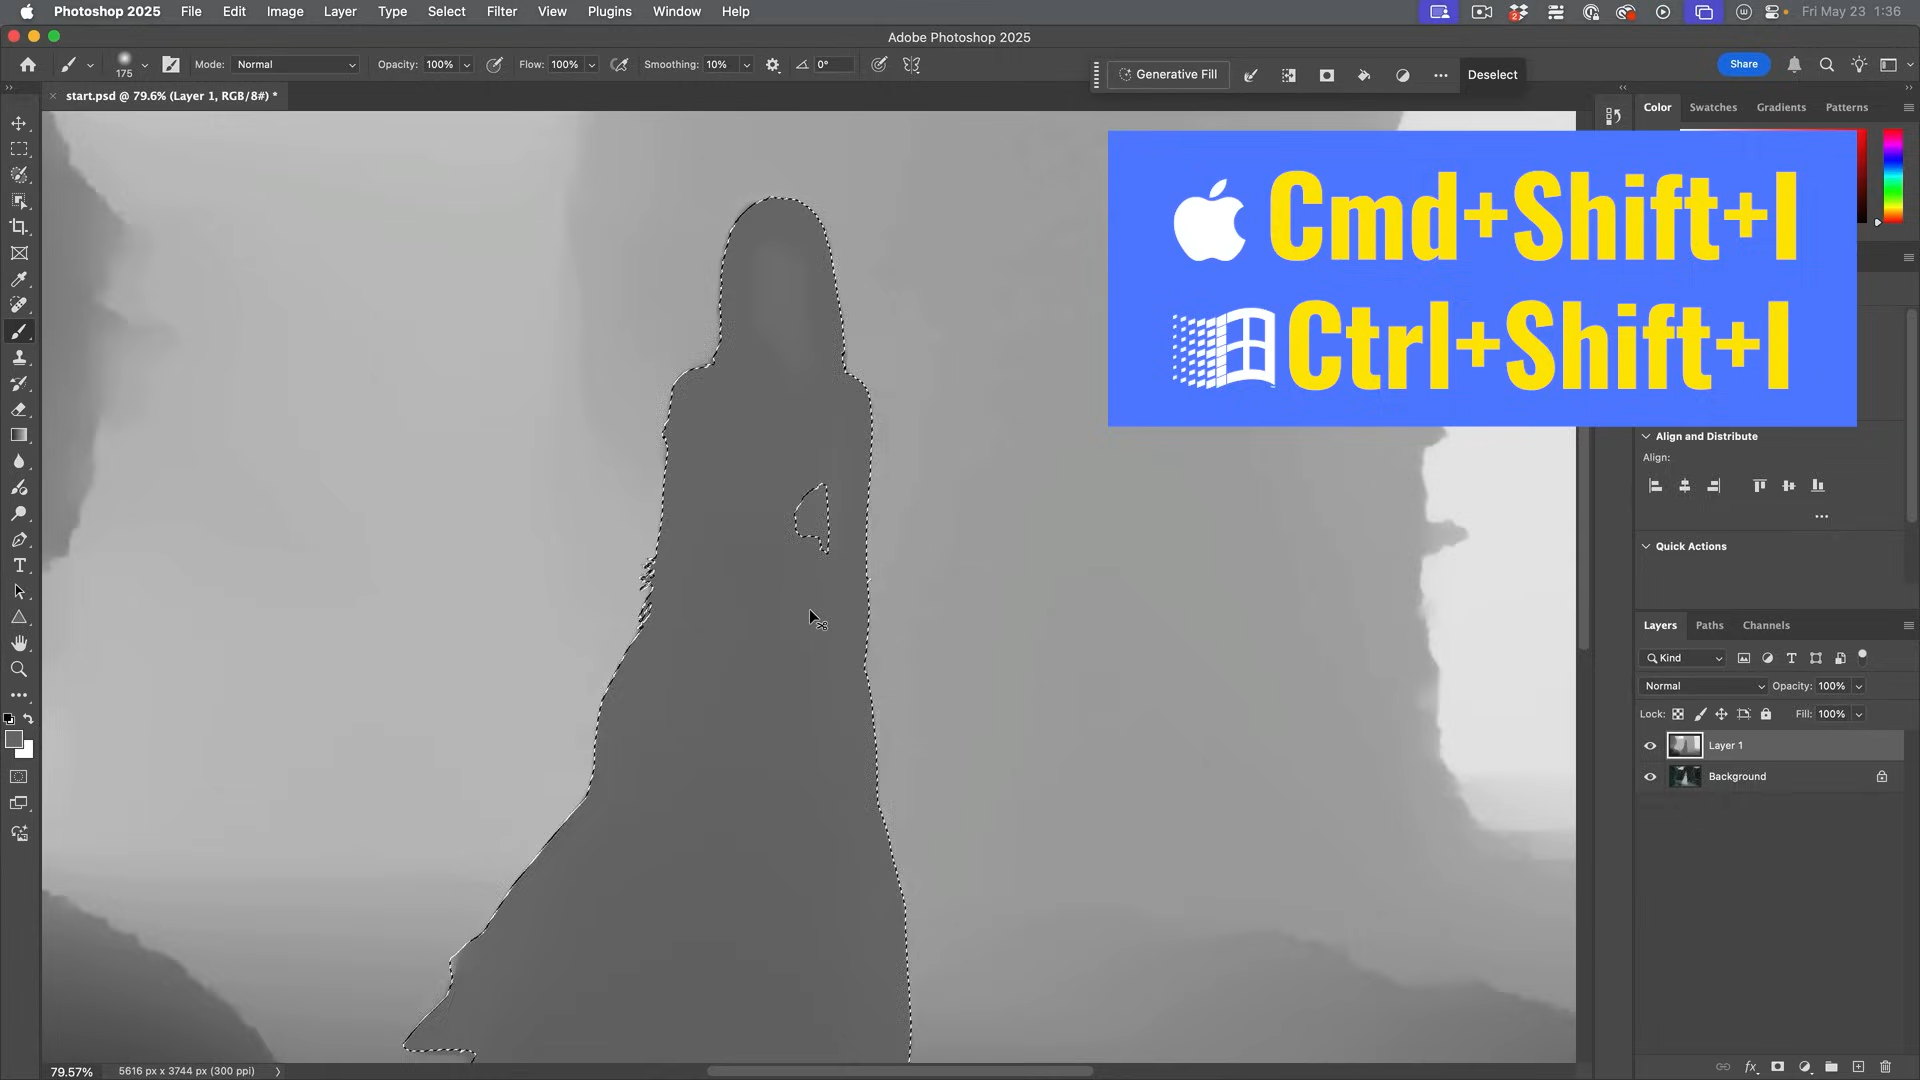 Photoshop 2025 File Edit Image Layer Type Select Filter View Plugins Window Help Fri May 23 1:36
Adobe Photoshop 2025
175 Mode: Normal Opacity: 100% Flow: 100% Smoothing: 10% 0° Generative Fill Deselect Share
start.psd @ 79.6% (Layer 1, RGB/8#) *
Color Swatches Gradients Patterns
Cmd+Shift+I
Ctrl+Shift+I
Align and Distribute
Align:
Quick Actions
Layers Paths Channels
Kind
Normal Opacity: 100%
Lock: Fill: 100%
Layer 1
Background
79.57% 5616 px x 3744 px (300 ppi)